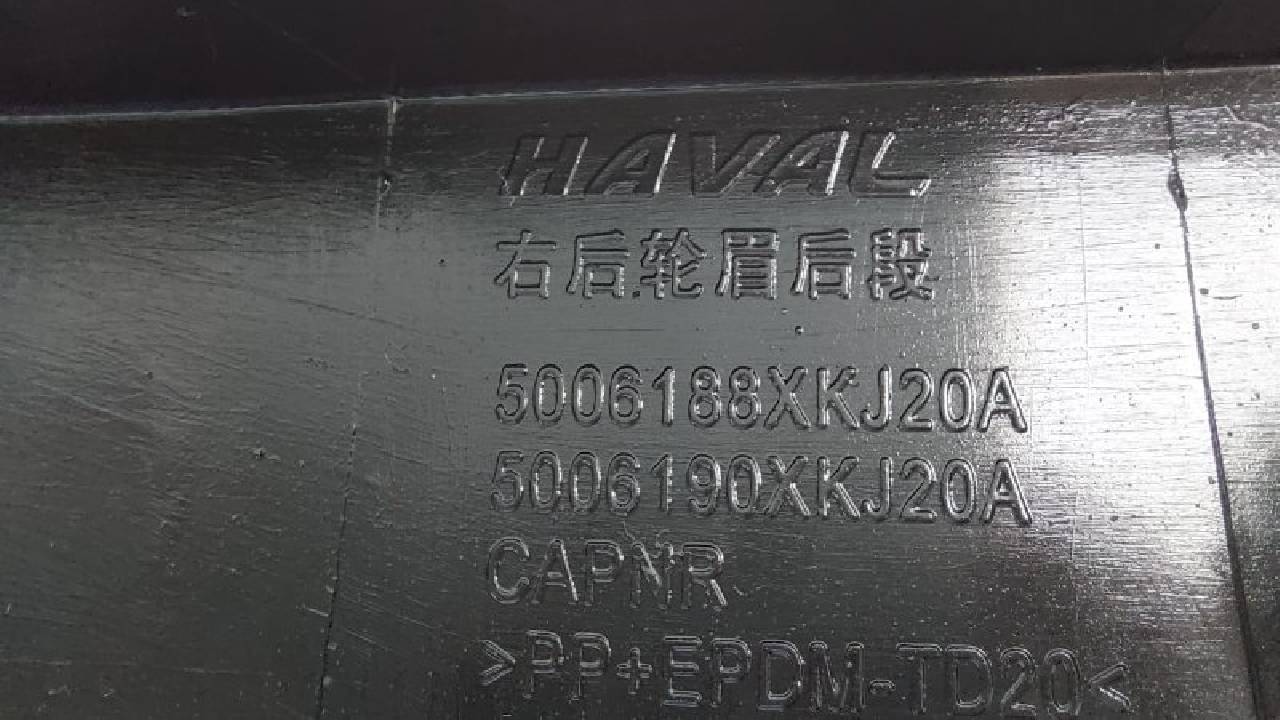 HAVAL
右后轮眉后段
5006188XKJ20A
5006190XKJ20A
CAPNR
>PP+EPDM-TD20<